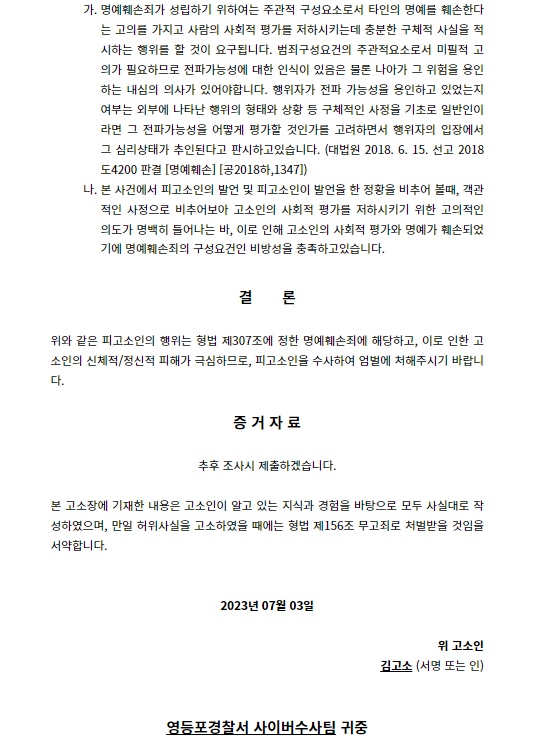 가. 명예훼손죄가 성립하기 위하여는 주관적 구성요소로서 타인의 명예를 훼손한다
는 고의를 가지고 사람의 사회적 평가를 저하시키는데 충분한 구체적 사실을 적
시하는 행위를 할 것이 요구됩니다. 범죄구성요건의 주관적요소로서 미필적 고
의가 필요하므로 전파가능성에 대한 인식이 있음은 물론 나아가 그 위험을 용인
하는 내심의 의사가 있어야합니다. 행위자가 전파 가능성을 용인하고 있었는지
여부는 외부에 나타난 행위의 형태와 상황 등 구체적인 사정을 기초로 일반인이
라면 그 전파가능성을 어떻게 평가할 것인가를 고려하면서 행위자의 입장에서
그 심리상태가 추인된다고 판시하고있습니다. (대법원 2018. 6. 15. 선고 2018
도4200 판결 [명예훼손] [공2018하,1347])
나. 본 사건에서 피고소인의 발언 및 피고소인이 발언을 한 정황을 비추어 볼때, 객관
적인 사정으로 비추어보아 고소인의 사회적 평가를 저하시키기 위한 고의적인
의도가 명백히 들어나는 바, 이로 인해 고소인의 사회적 평가와 명예가 훼손되었
기에 명예훼손죄의 구성요건인 비방성을 충족하고있습니다.
결 론
위와 같은 피고소인의 행위는 형법 제307조에 정한 명예훼손죄에 해당하고, 이로 인한 고
소인의 신체적/정신적 피해가 극심하므로, 피고소인을 수사하여 엄벌에 처해주시기 바랍니
다.
증 거 자 료
추후 조사시 제출하겠습니다.
본 고소장에 기재한 내용은 고소인이 알고 있는 지식과 경험을 바탕으로 모두 사실대로 작
성하였으며, 만일 허위사실을 고소하였을 때에는 형법 제156조 무고죄로 처벌받을 것임을
서약합니다.
2023년 07월 03일
위 고소인
김고소 (서명 또는 인)
영등포경찰서 사이버수사팀 귀중